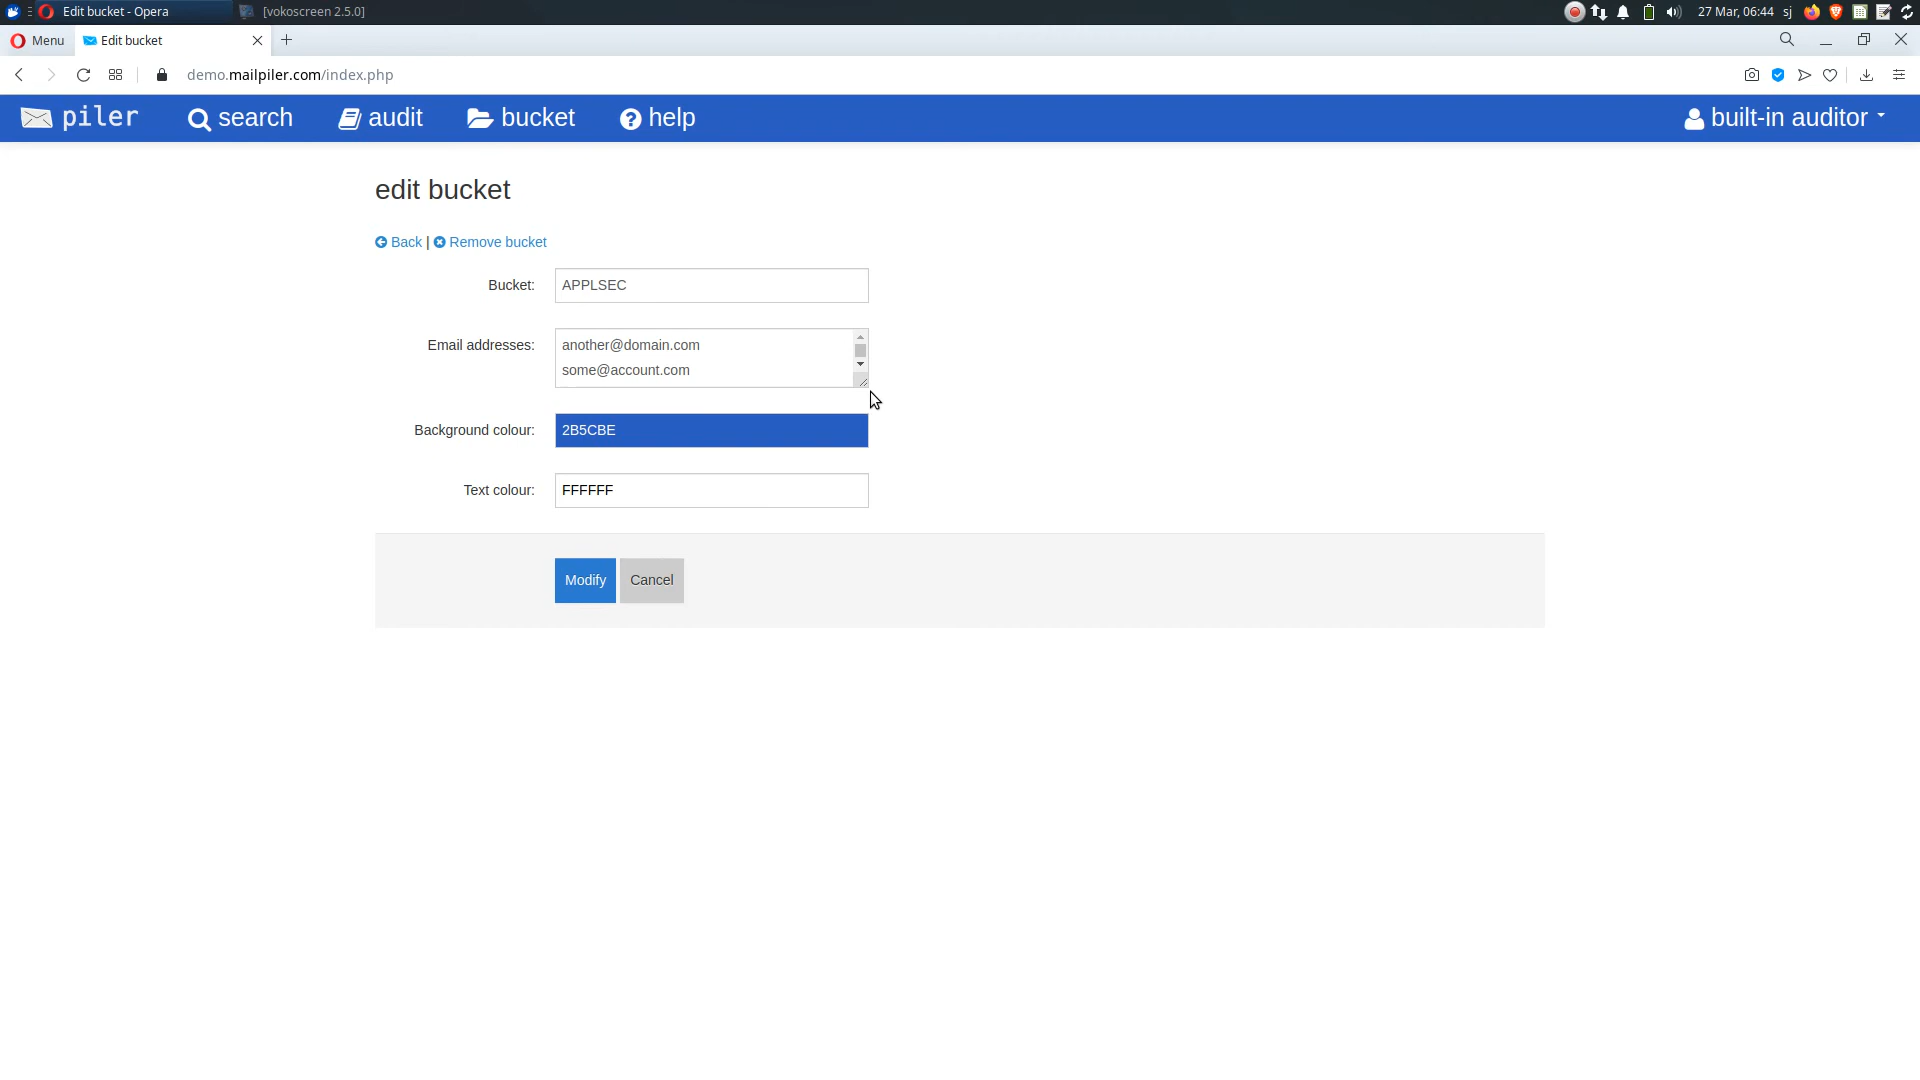 Edit bucket - Opera
[vokoscreen 2.5.0]
27 Mar, 06:44 sj
Menu
Edit bucket
demo.mailpiler.com/index.php
piler
search
audit
bucket
help
built-in auditor
edit bucket
Back | Remove bucket
Bucket:
APPLSEC
Email addresses:
another@domain.com
some@account.com
Background colour:
2B5CBE
Text colour:
FFFFFF
Modify
Cancel